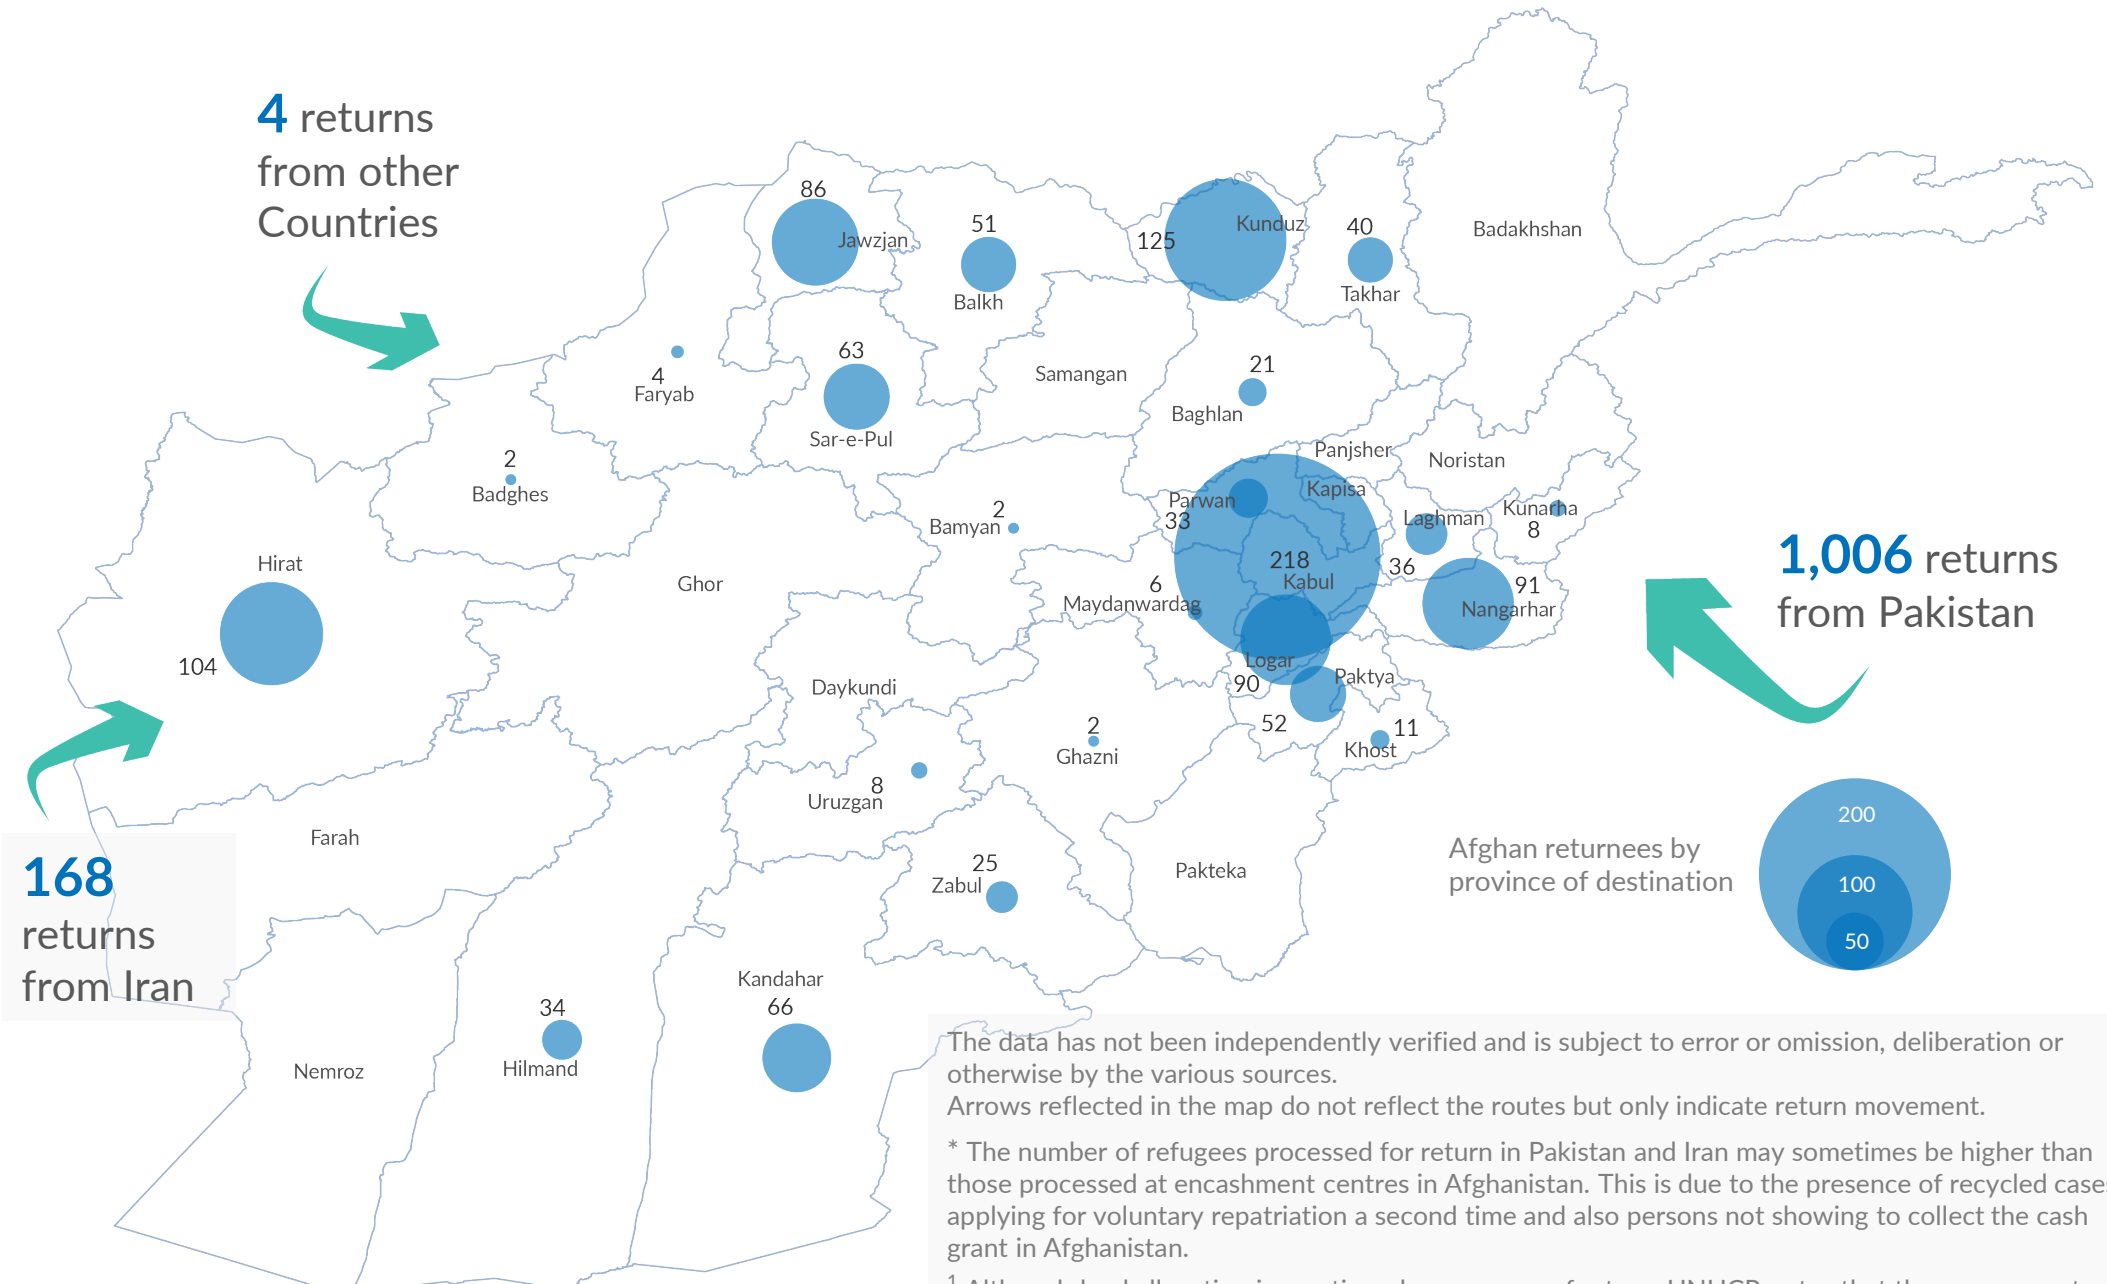 4 returns
from other
Countries
86
Jawzjan
51
Balkh
125
Kunduz
40
Takhar
Badakhshan
4
Faryab
63
Sar-e-Pul
Samangan
21
Baghlan
2
Badghes
Panjsher
Noristan
Kapisa
Parwan
33
2
Bamyan
Laghman
36
Kunarha
8
Hirat
104
Ghor
218
Kabul
6
Maydanwardag
91
Nangarhar
1,006 returns
from Pakistan
Logar
90
Paktya
52
Daykundi
2
Ghazni
11
Khost
8
Uruzgan
Farah
168
returns
from Iran
25
Zabul
Pakteka
Afghan returnees by
province of destination
200
100
50
Kandahar
66
34
Hilmand
Nemroz
The data has not been independently verified and is subject to error or omission, deliberation or
otherwise by the various sources.
Arrows reflected in the map do not reflect the routes but only indicate return movement.
* The number of refugees processed for return in Pakistan and Iran may sometimes be higher than
those processed at encashment centres in Afghanistan. This is due to the presence of recycled cases
applying for voluntary repatriation a second time and also persons not showing to collect the cash
grant in Afghanistan.